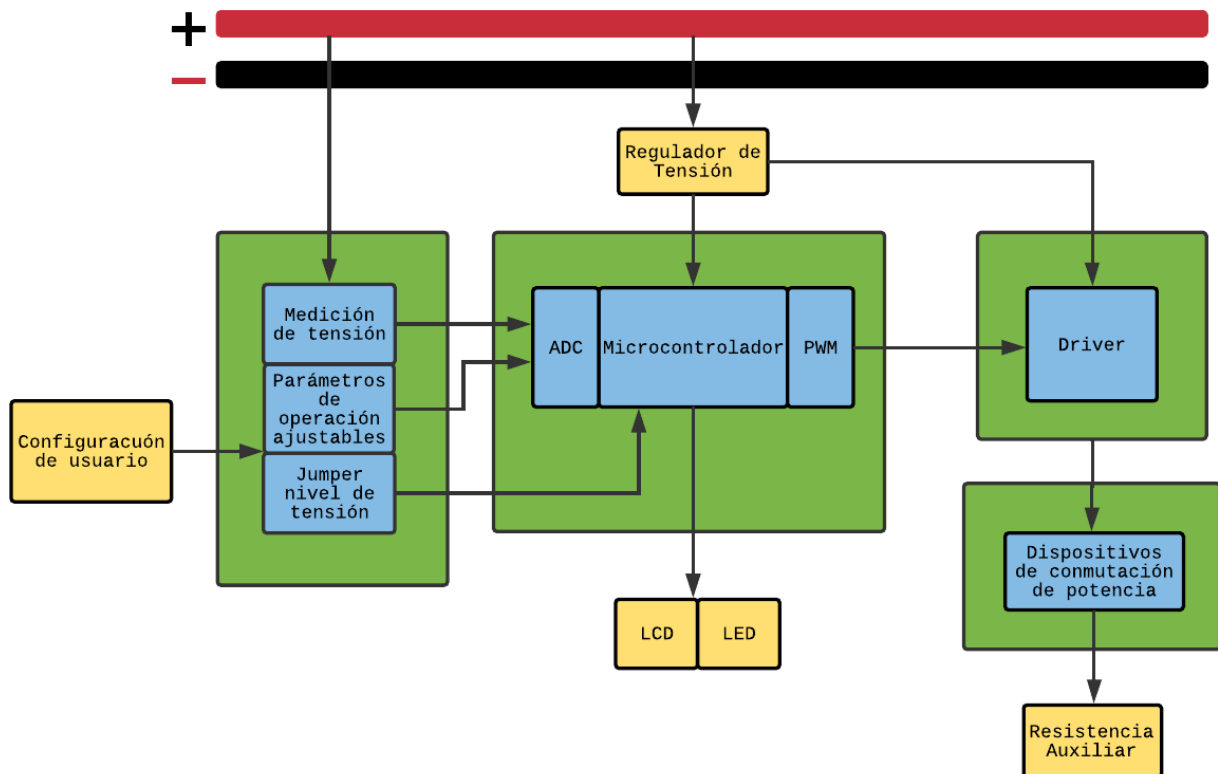 +
−
Regulador de
Tensión
Medición
de tensión
Parámetros
de
operación
ajustables
Jumper
nivel de
tensión
Configuracuón
de usuario
ADC
Microcontrolador
PWM
Driver
LCD
LED
Dispositivos
de conmutación
de potencia
Resistencia
Auxiliar